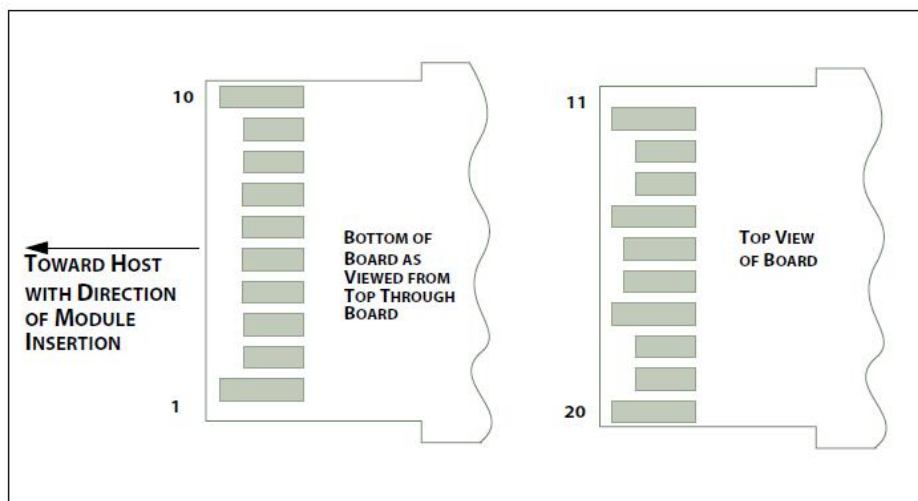 10
1
TOWARD HOST
WITH DIRECTION
OF MODULE
INSERTION
BOTTOM OF
BOARD AS
VIEWED FROM
TOP THROUGH
BOARD
11
20
TOP VIEW
OF BOARD